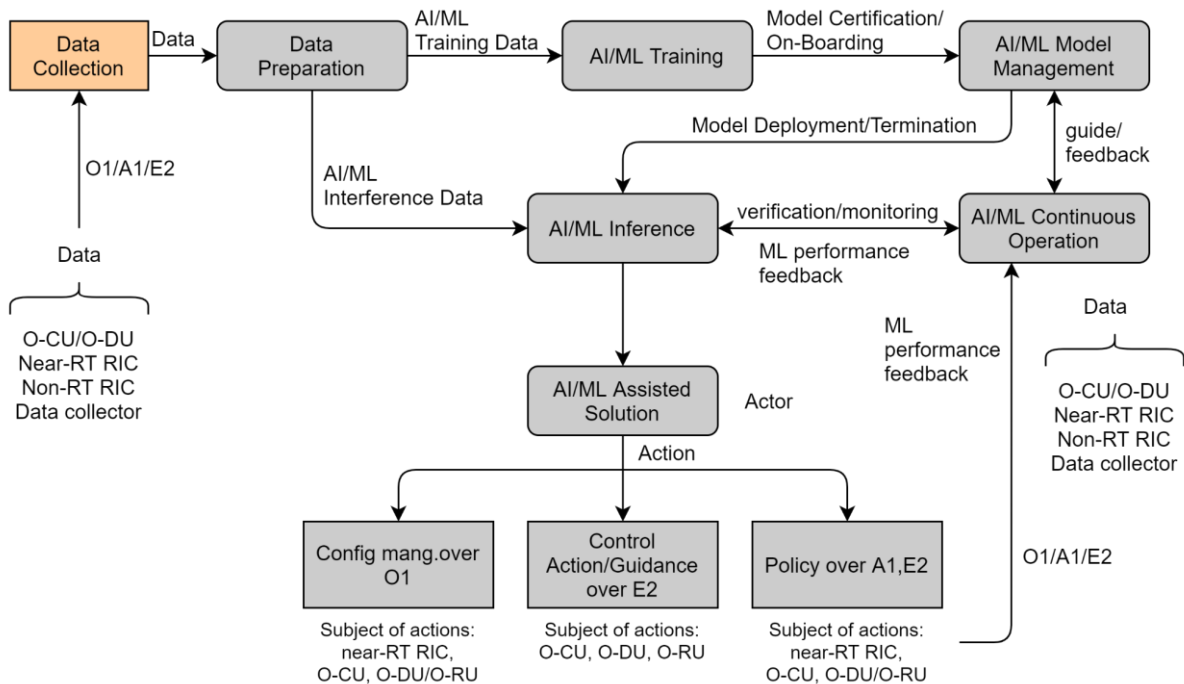 Data
Collection
Data
Data
Preparation
AI/ML
Training Data
AI/ML Training
Model Certification/
On-Boarding
AI/ML Model
Management
Model Deployment/Termination
guide/
feedback
O1/A1/E2
AI/ML
Interference Data
AI/ML Inference
verification/monitoring
ML performance
feedback
AI/ML Continuous
Operation
Data
O-CU/O-DU
Near-RT RIC
Non-RT RIC
Data collector
AI/ML Assisted
Solution
Actor
ML
performance
feedback
Data
O-CU/O-DU
Near-RT RIC
Non-RT RIC
Data collector
Action
Config mang.over
O1
Control
Action/Guidance
over E2
Policy over A1,E2
O1/A1/E2
Subject of actions:
near-RT RIC,
O-CU, O-DU/O-RU
Subject of actions:
O-CU, O-DU, O-RU
Subject of actions:
near-RT RIC,
O-CU, O-DU/O-RU